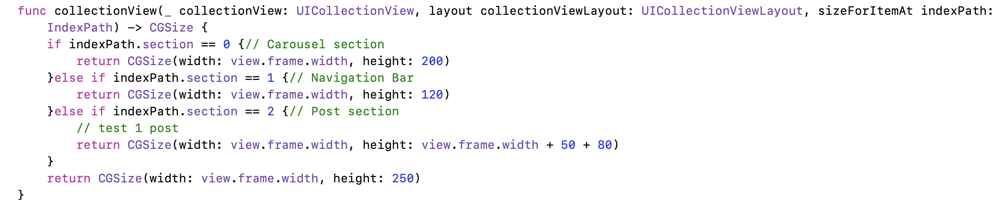 func collectionView(_ collectionView: UICollectionView, layout collectionViewLayout: UICollectionViewLayout, sizeForItemAt indexPath:
    IndexPath) -> CGSize {
    if indexPath.section == 0 {// Carousel section
        return CGSize(width: view.frame.width, height: 200)
    }else if indexPath.section == 1 {// Navigation Bar
        return CGSize(width: view.frame.width, height: 120)
    }else if indexPath.section == 2 {// Post section
        // test 1 post
        return CGSize(width: view.frame.width, height: view.frame.width + 50 + 80)
    }
    return CGSize(width: view.frame.width, height: 250)
}